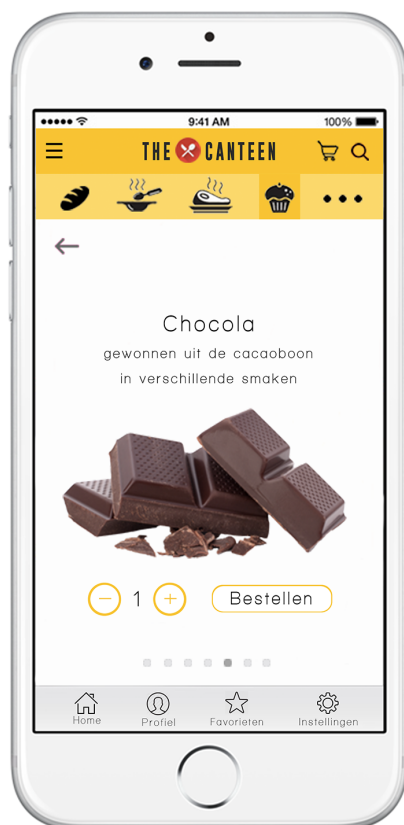 9:41 AM 100%
THE CANTEEN
Chocola
gewonnen uit de cacaoboon
in verschillende smaken
1 Bestellen
Home Profiel Favorieten Instellingen